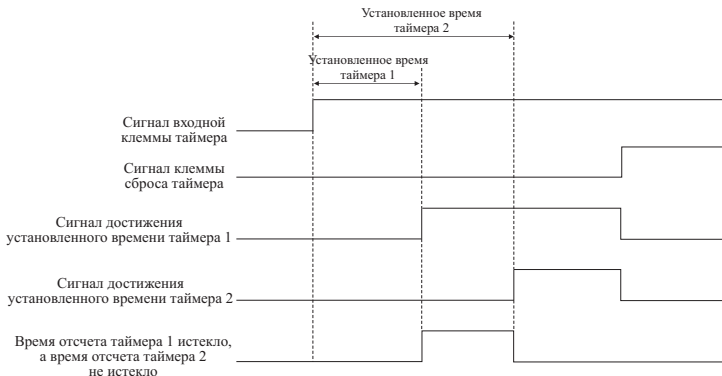 Установленное время
таймера 2
Установленное время
таймера 1
Сигнал входной
клеммы таймера
Сигнал клеммы
сброса таймера
Сигнал достижения
установленного времени таймера 1
Сигнал достижения
установленного времени таймера 2
Время отсчета таймера 1 истекло,
а время отсчета таймера 2
не истекло